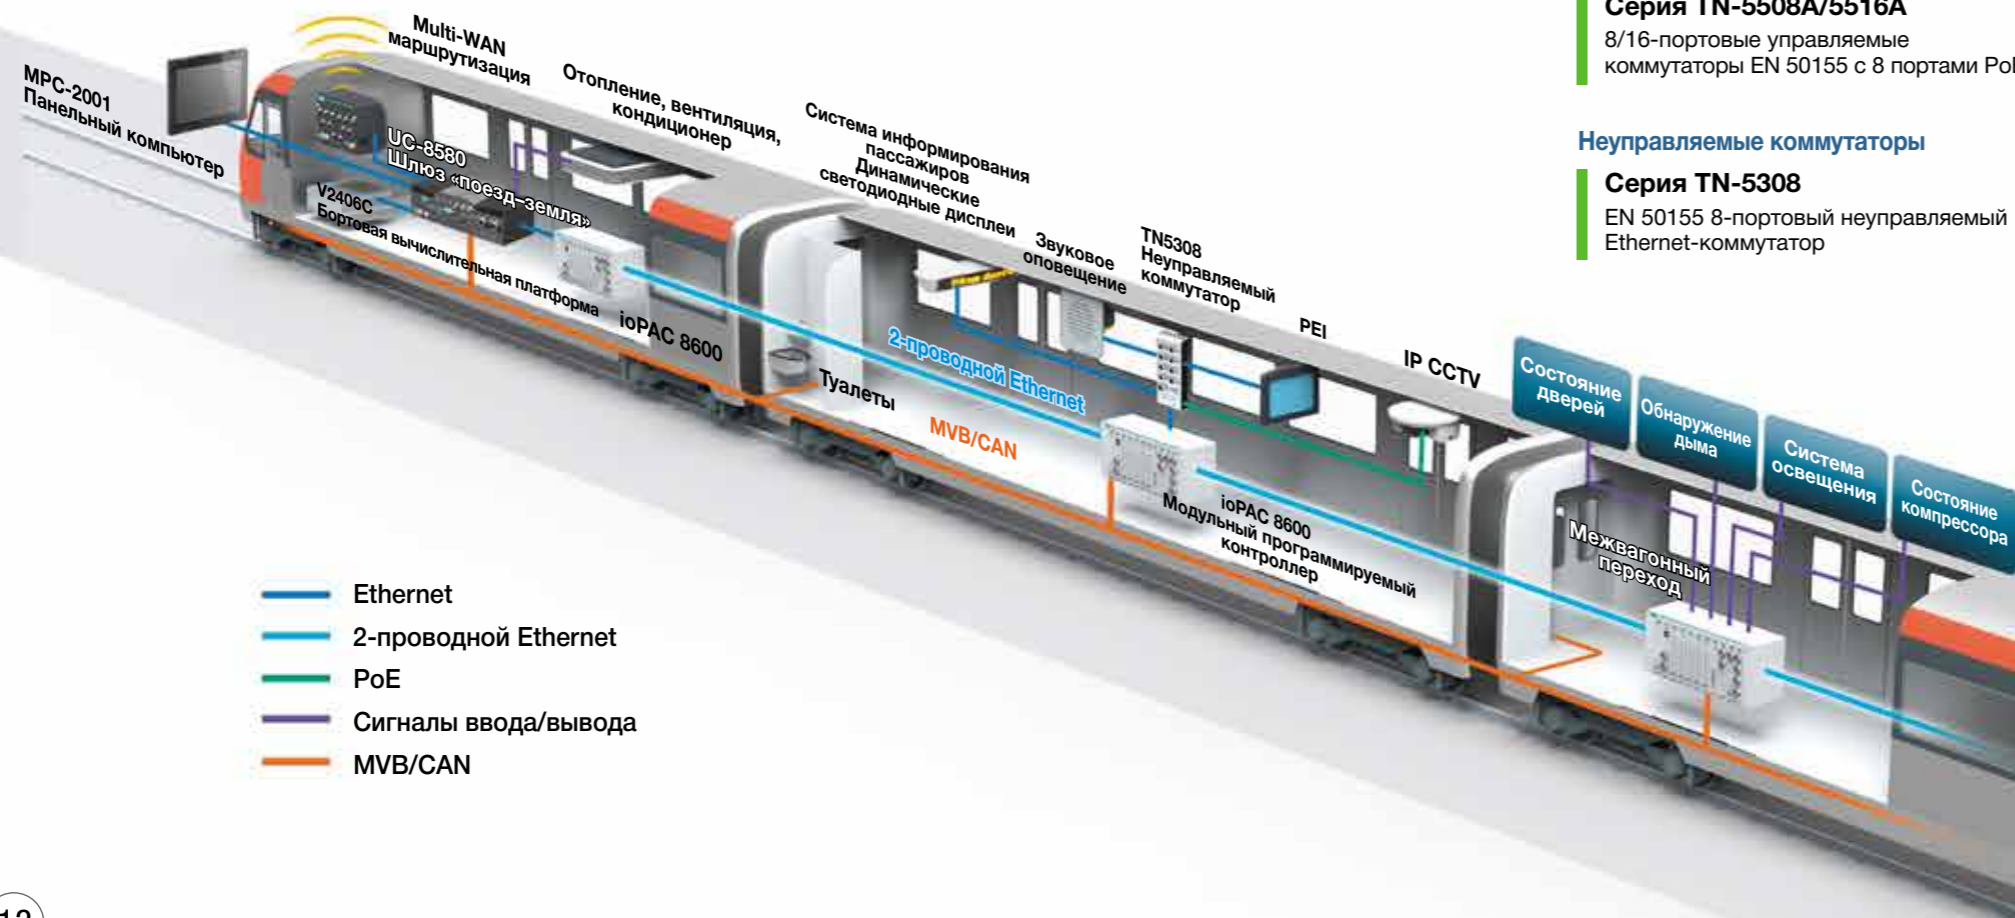 Серия TN-5508A/5516A
8/16-портовые управляемые
коммутаторы EN 50155 с 8 портами PoE
Неуправляемые коммутаторы
Серия TN-5308
EN 50155 8-портовый неуправляемый
Ethernet-коммутатор
MPC-2001
Панельный компьютер
Multi-WAN
маршрутизация
UC-8580
Шлюз «поезд–земля»
V2406C
Бортовая вычислительная платформа
Отопление, вентиляция,
кондиционер
ioPAC 8600
Система информирования
пассажиров
Динамические
светодиодные дисплеи
Звуковое
оповещение
TN5308
Неуправляемый
коммутатор
PEI
IP CCTV
2-проводной Ethernet
Туалеты
MVB/CAN
ioPAC 8600
Модульный программируемый
контроллер
Состояние
дверей
Обнаружение
дыма
Система
освещения
Состояние
компрессора
Межвагонный
переход
Ethernet
2-проводной Ethernet
PoE
Сигналы ввода/вывода
MVB/CAN
12